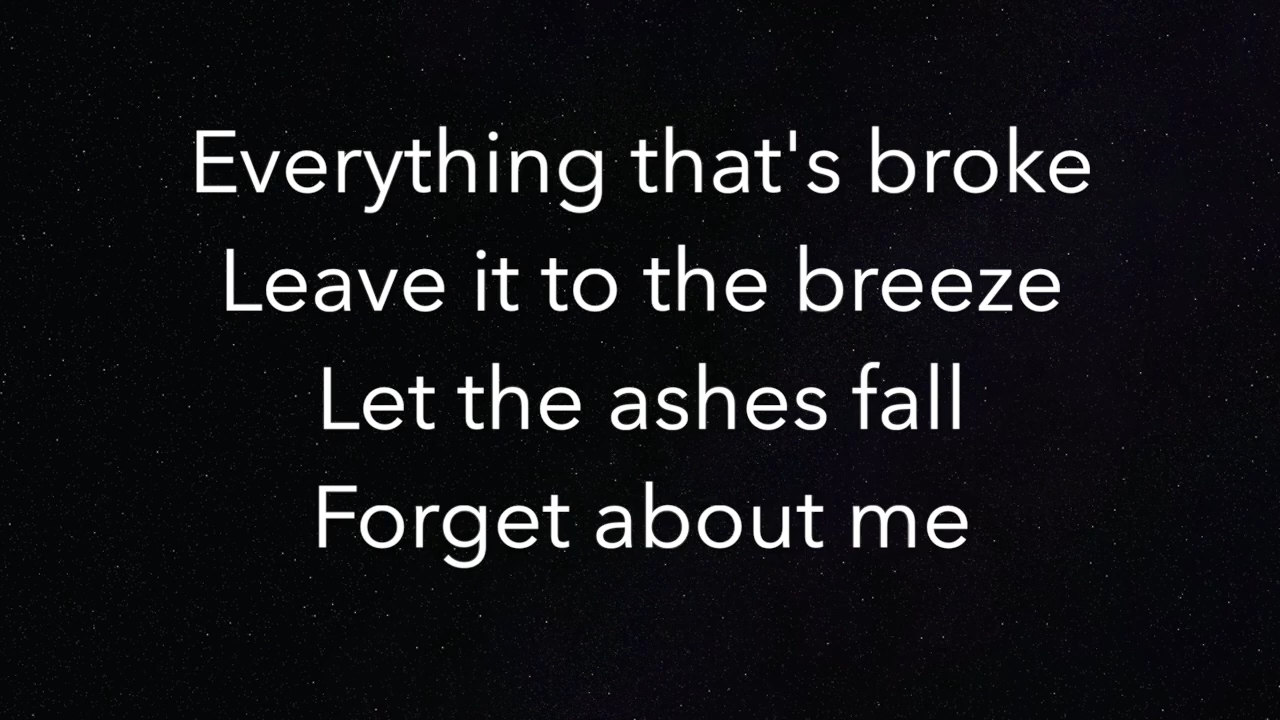 Everything that's broke
Leave it to the breeze
Let the ashes fall
Forget about me